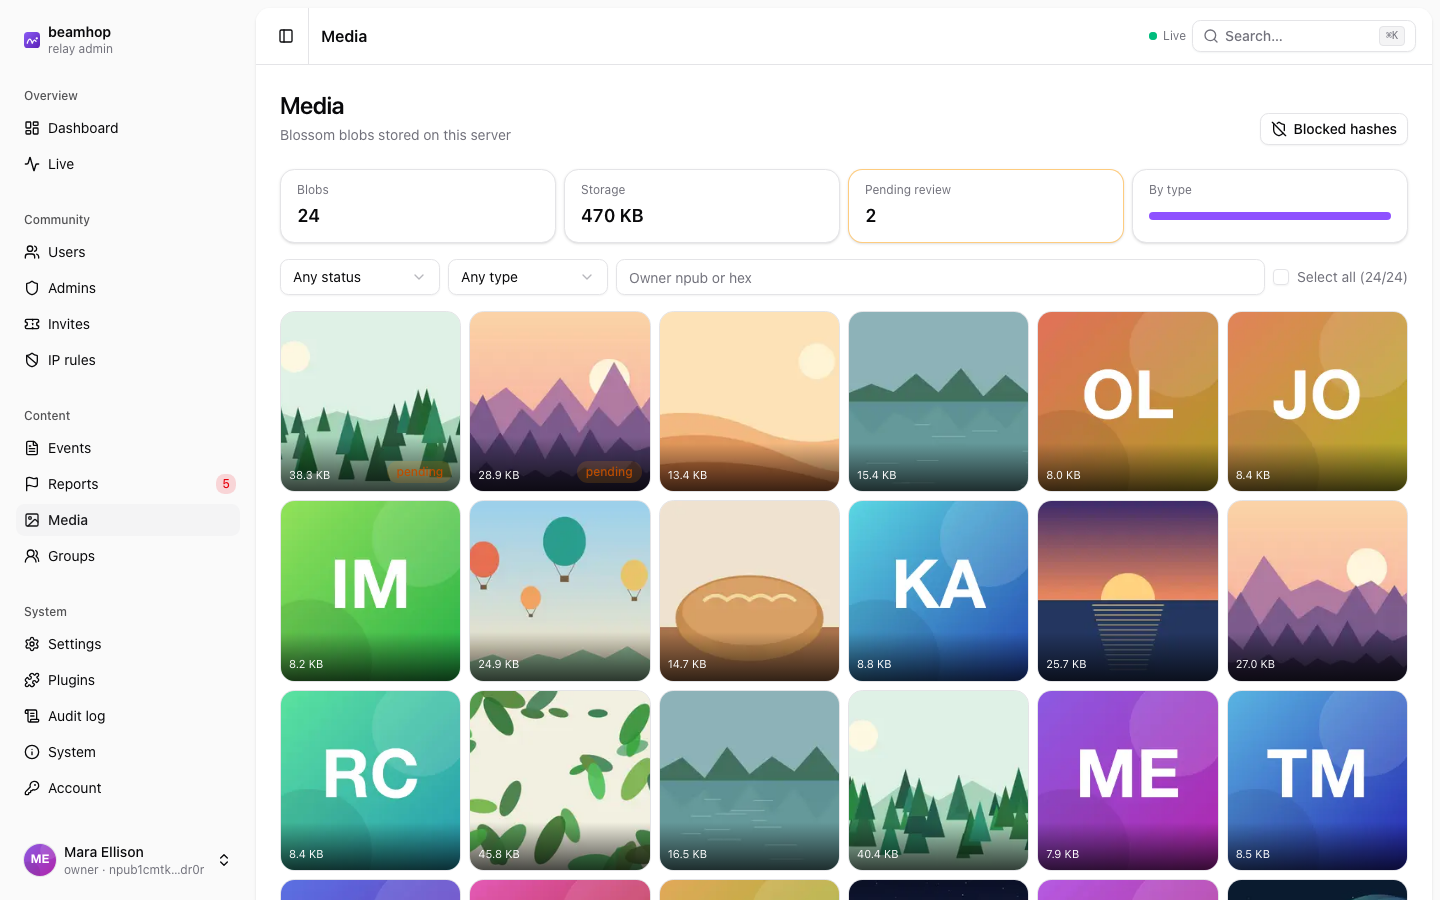 beamhop
relay admin
Overview
Dashboard
Live
Community
Users
Admins
Invites
IP rules
Content
Events
Reports
5
Media
Groups
System
Settings
Plugins
Audit log
System
Account
ME
Mara Ellison
owner · npub1cmtk...dr0r
Media
Live
Search...
⌘K
Media
Blossom blobs stored on this server
Blocked hashes
Blobs
24
Storage
470 KB
Pending review
2
By type
Any status
Any type
Owner npub or hex
Select all (24/24)
38.3 KB
pending
28.9 KB
pending
13.4 KB
15.4 KB
OL
8.0 KB
JO
8.4 KB
IM
8.2 KB
24.9 KB
14.7 KB
KA
8.8 KB
25.7 KB
27.0 KB
RC
8.4 KB
45.8 KB
16.5 KB
40.4 KB
ME
7.9 KB
TM
8.5 KB